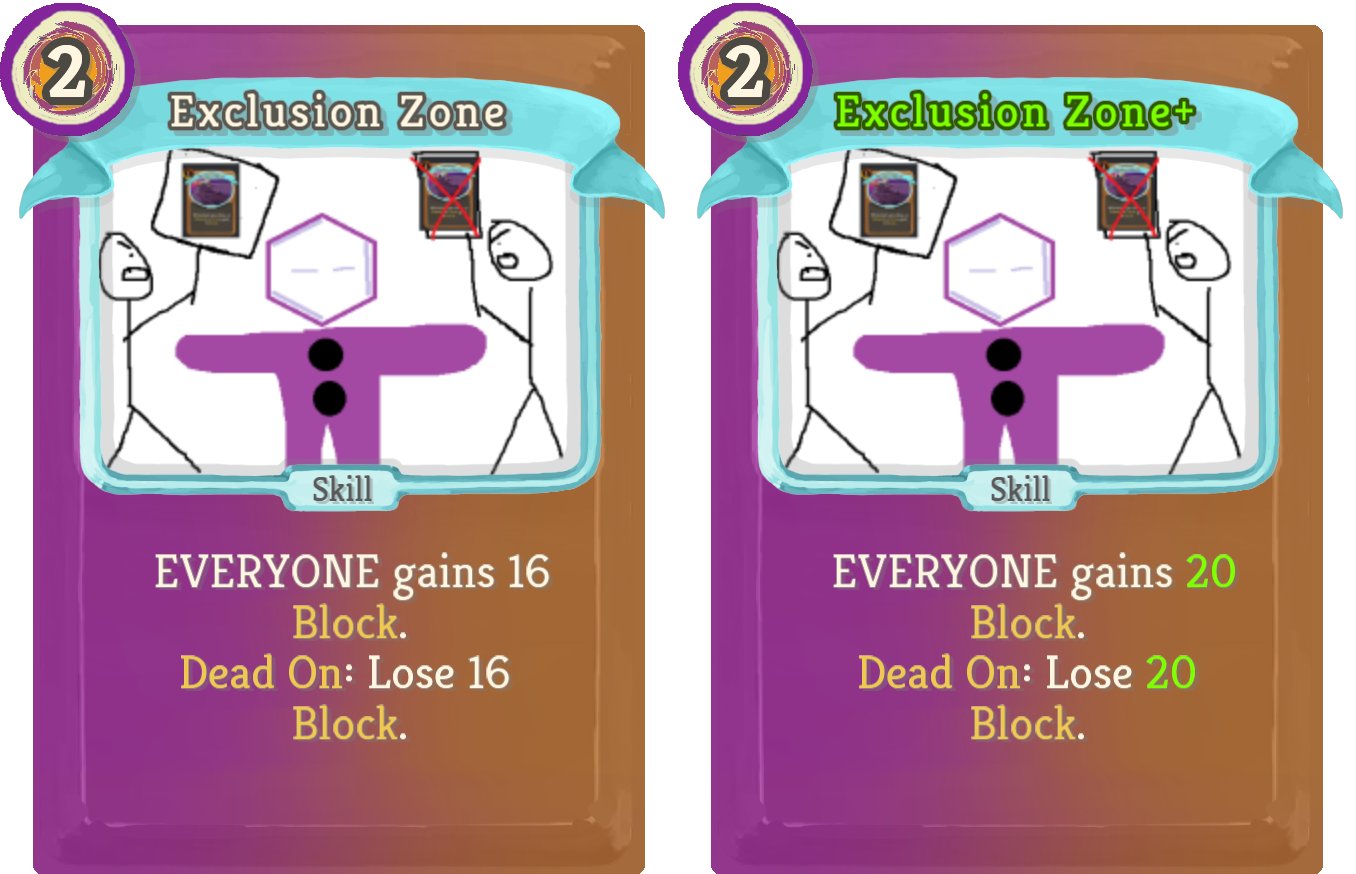 2
Exclusion Zone
Skill
EVERYONE gains 16
Block.
Dead On: Lose 16
Block.
2
Exclusion Zone+
Skill
EVERYONE gains 20
Block.
Dead On: Lose 20
Block.